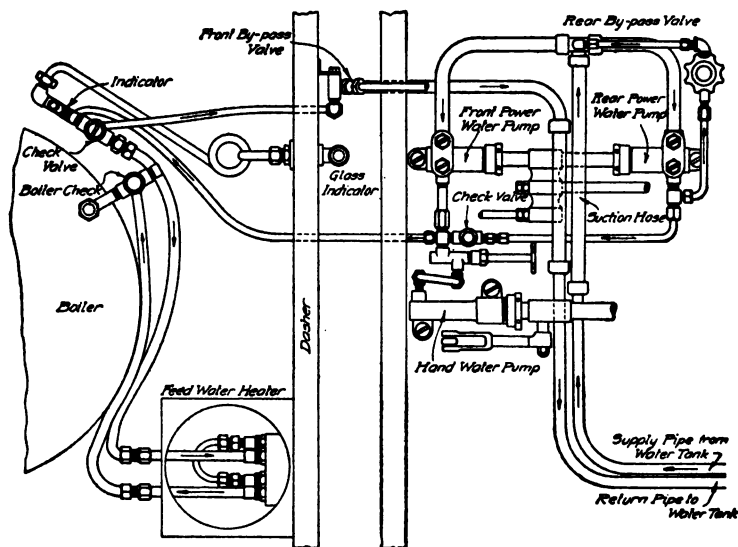 Rear By-pass Valve
Front By-pass
Valve
Indicator
Front Power
Water Pump
Rear Power
Water Pump
Check
Valve
Boiler Check
Glass
Indicator
Check Valve
Suction Hose
Boiler
Dasher
Hand Water Pump
Feed Water Heater
Supply Pipe from
Water Tank
Return Pipe to
Water Tank